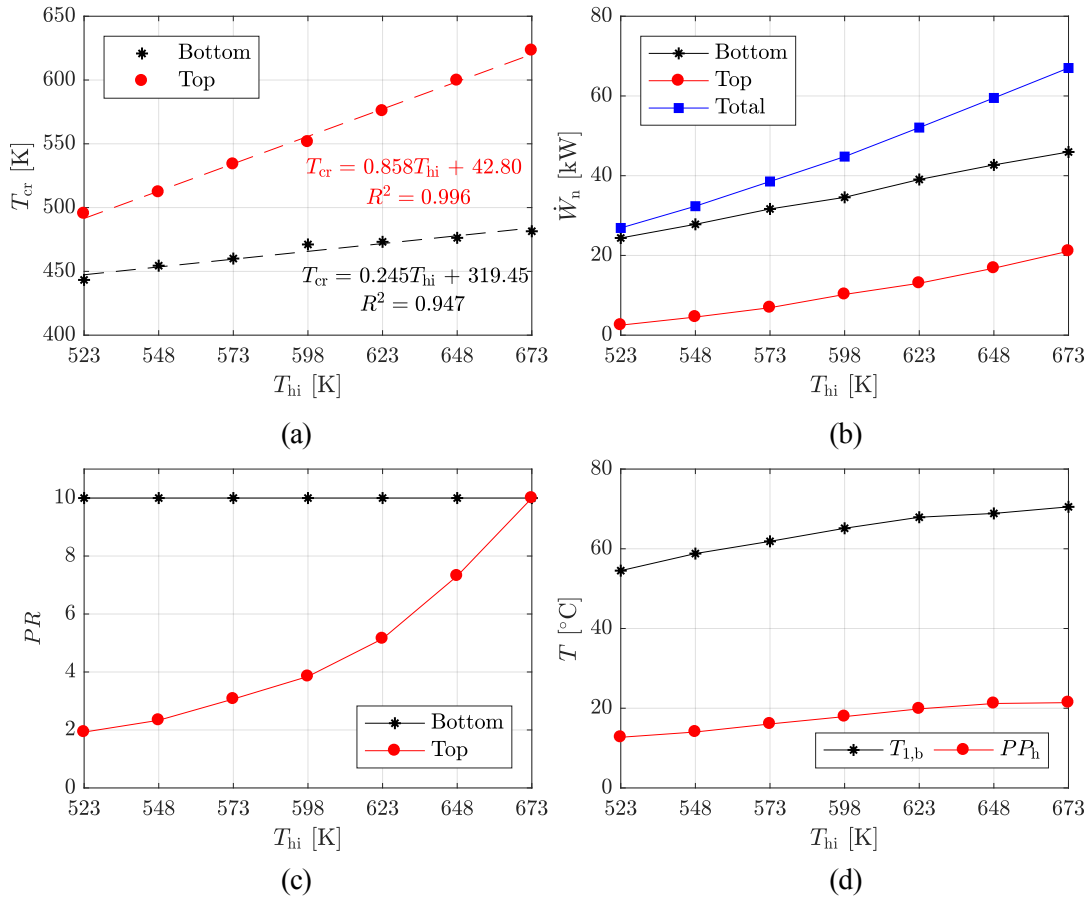 650
600
550
500
450
400
T_cr [K]
Bottom
Top
T_cr = 0.858T_hi + 42.80
R² = 0.996
T_cr = 0.245T_hi + 319.45
R² = 0.947
523 548 573 598 623 648 673
T_hi [K]
(a)
80
60
40
20
0
Ẇ_n [kW]
Bottom
Top
Total
523 548 573 598 623 648 673
T_hi [K]
(b)
10
8
6
4
2
0
PR
Bottom
Top
523 548 573 598 623 648 673
T_hi [K]
(c)
80
60
40
20
0
T [°C]
T_1,b PP_h
523 548 573 598 623 648 673
T_hi [K]
(d)